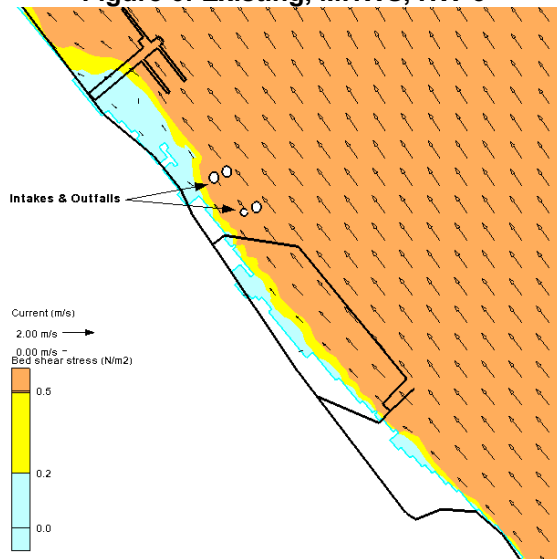 Intakes & Outfalls
Current (m/s)
2.00 m/s
0.00 m/s
Bed shear stress (N/m2)
0.5
0.2
0.0